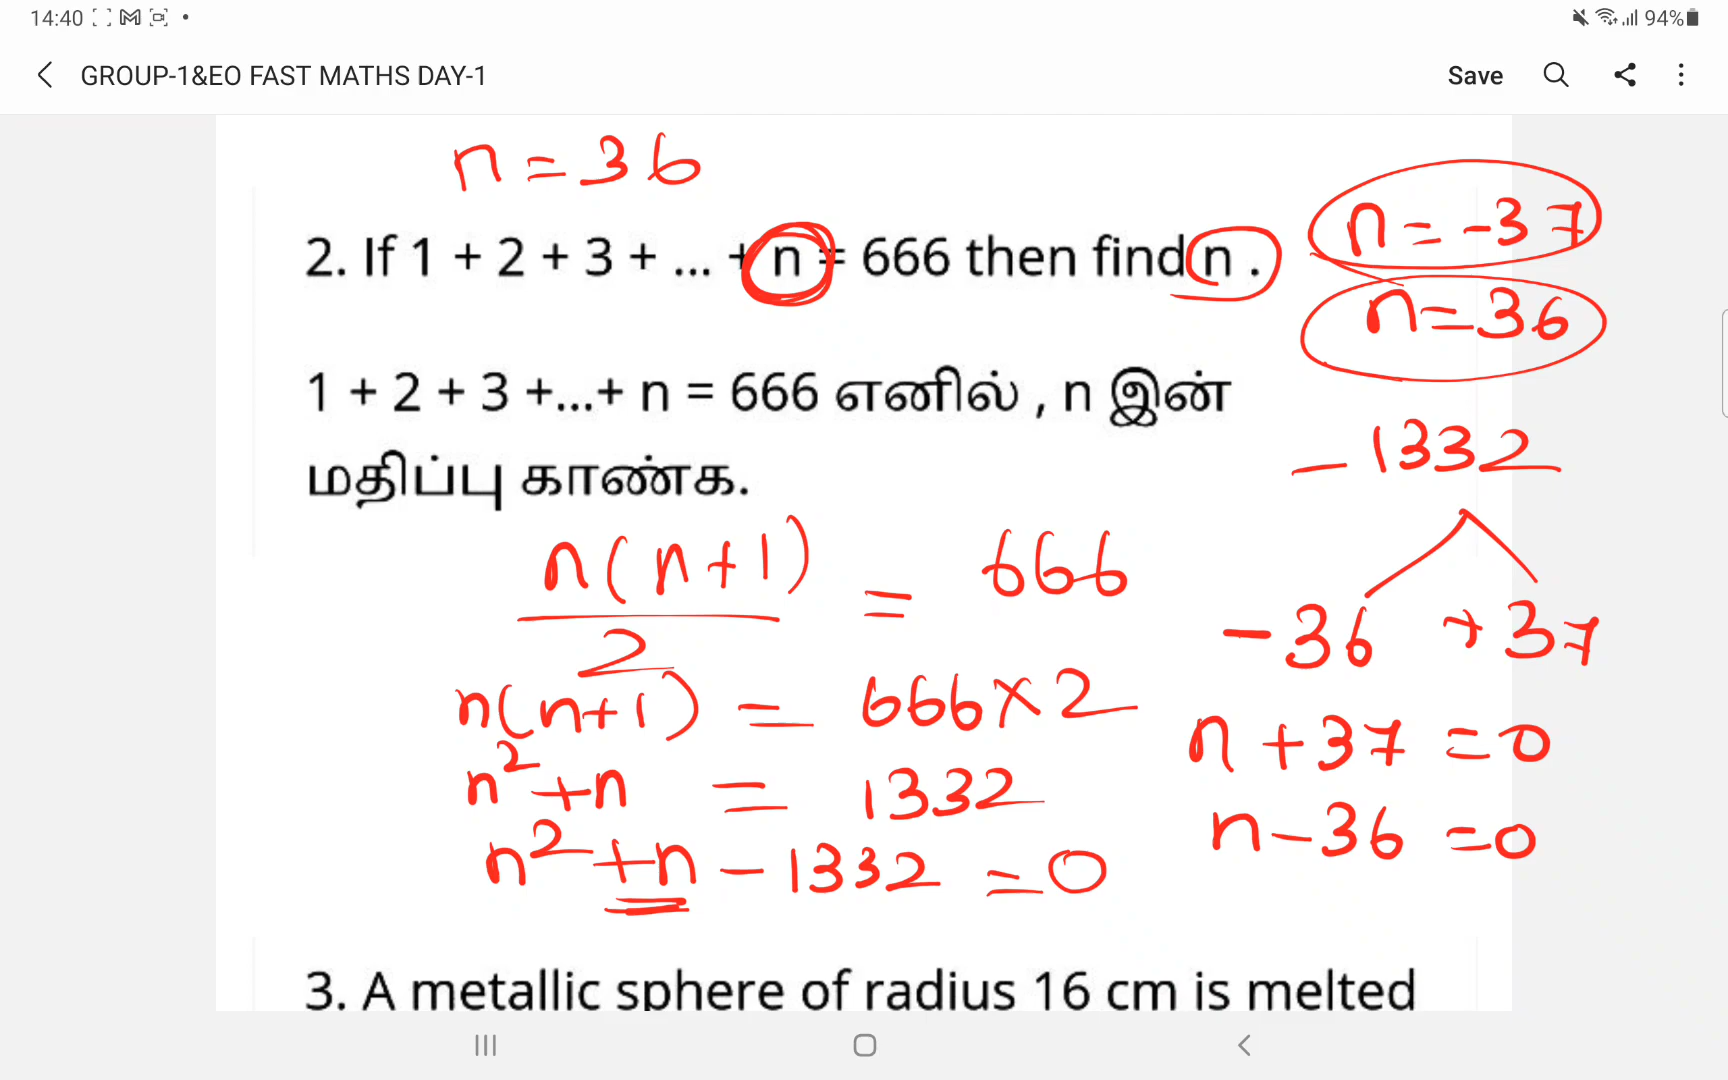 14:40 94%
GROUP-1&EO FAST MATHS DAY-1 Save
n = 36
2. If 1 + 2 + 3 + ... + n = 666 then find n .
n = -37
n = 36
1 + 2 + 3 +...+ n = 666 எனில் , n இன்
மதிப்பு காண்க.
-1332
n(n+1)/2 = 666
-36 +37
n(n+1) = 666×2
n+37 = 0
n²+n = 1332
n-36 = 0
n²+n-1332 = 0
3. A metallic sphere of radius 16 cm is melted